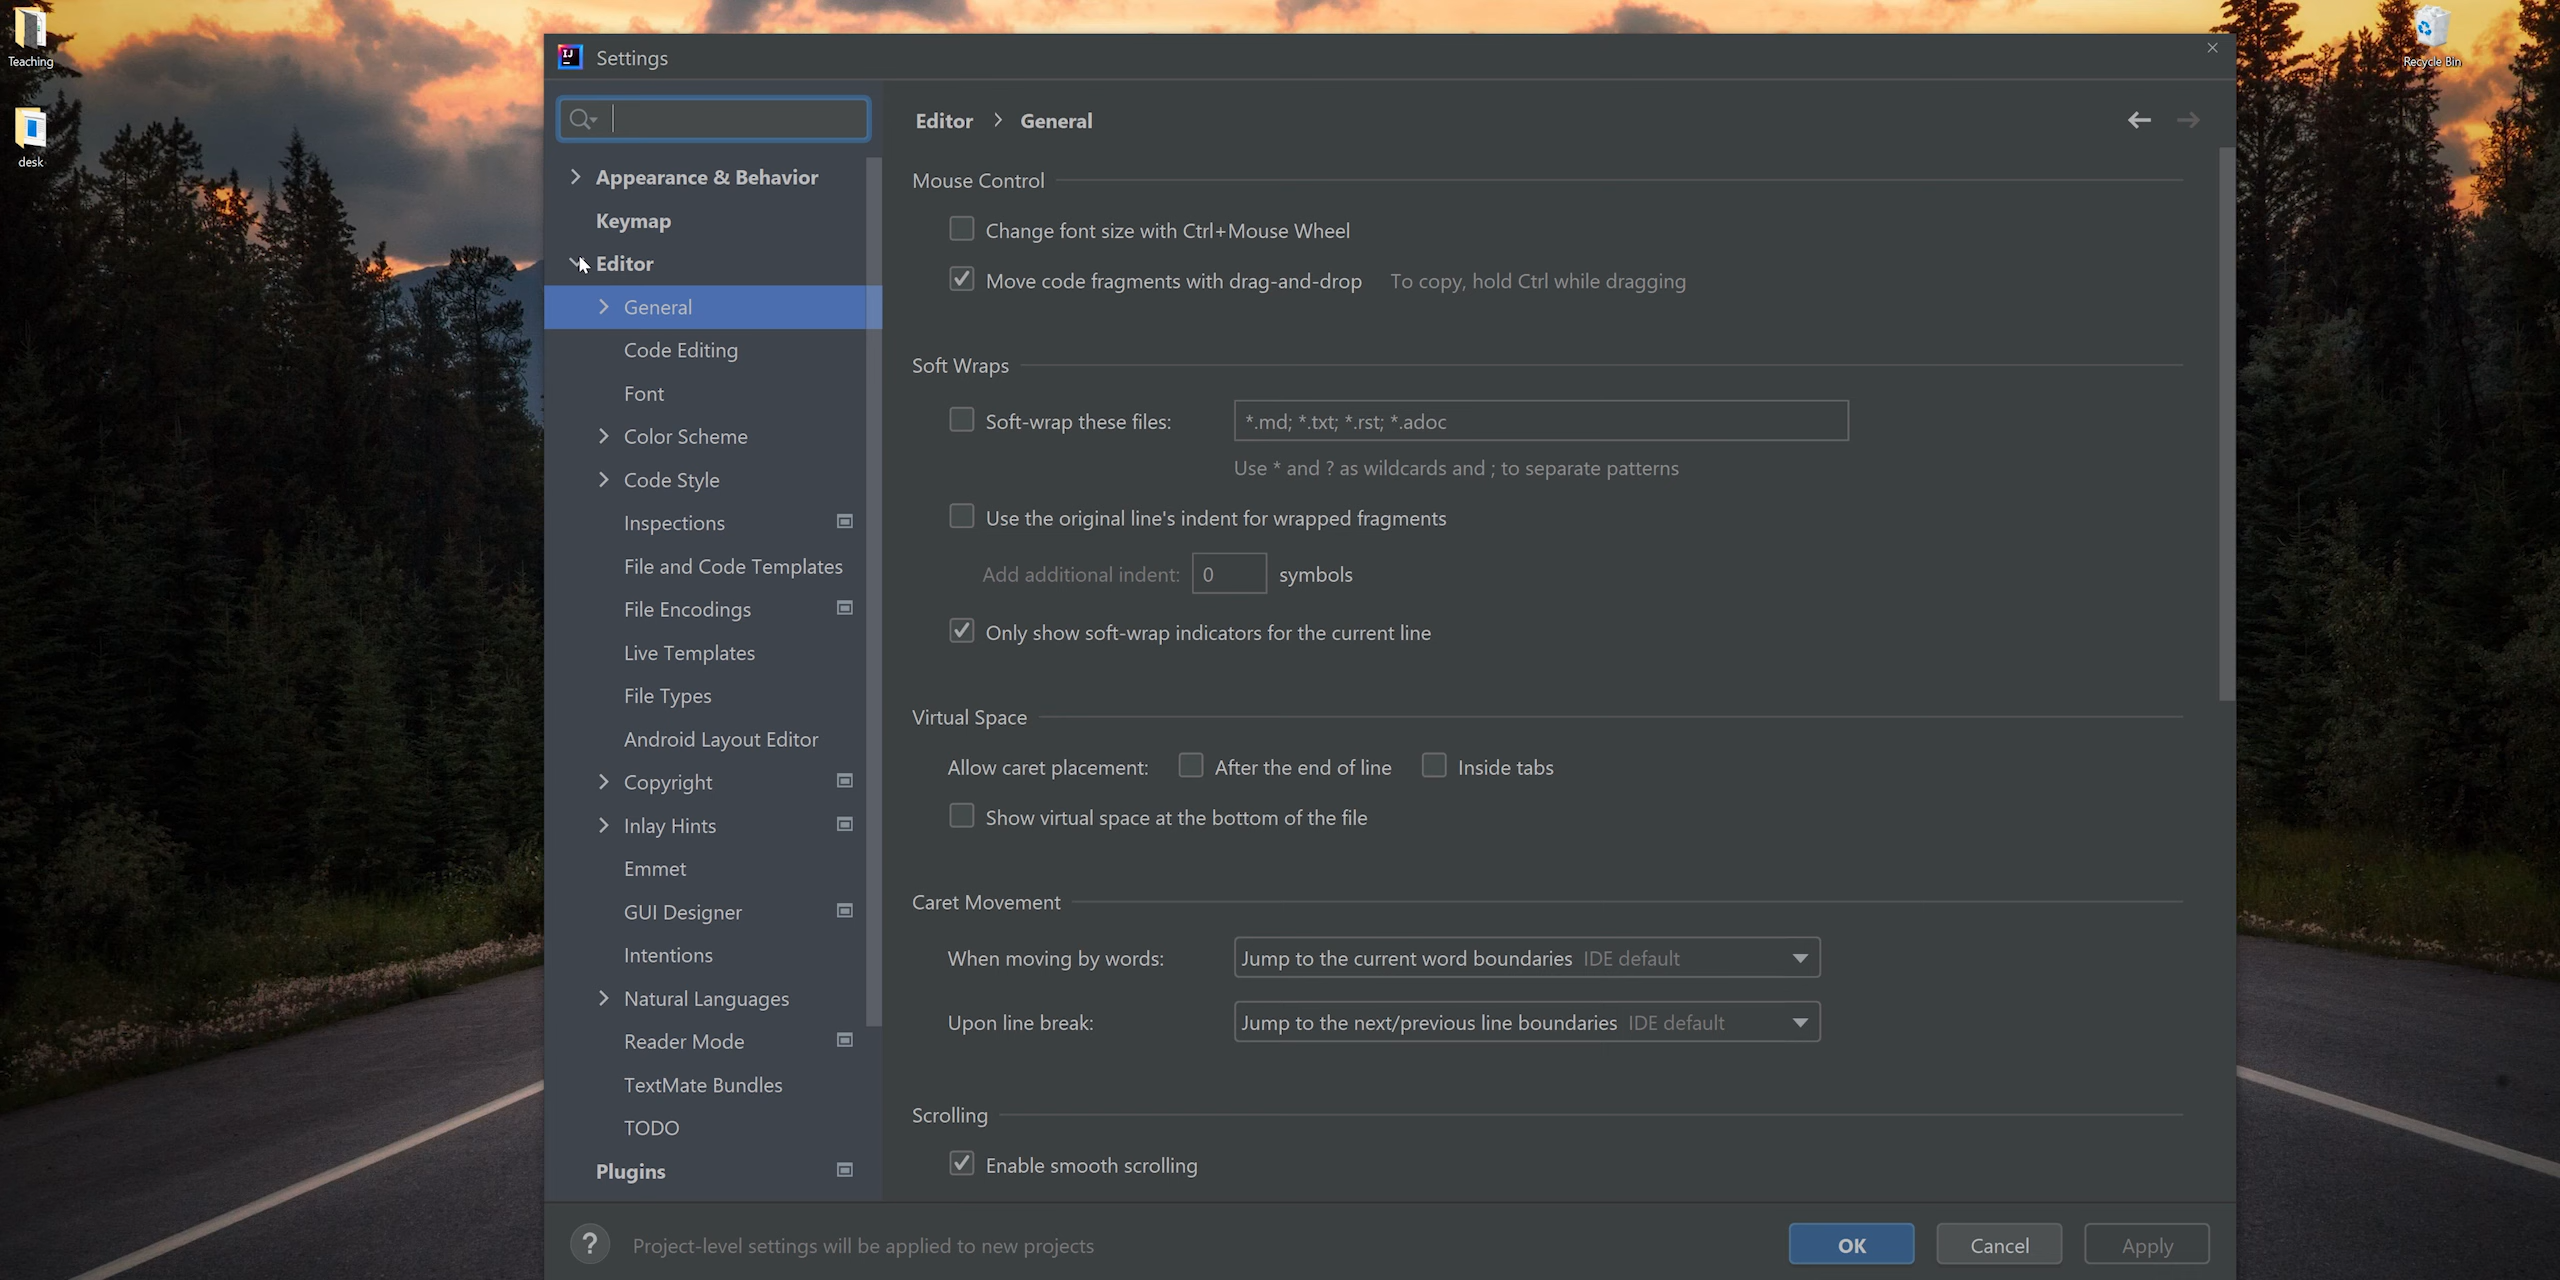 Teaching
desk
Recycle Bin
IJ
Settings
Appearance & Behavior
Keymap
Editor
General
Code Editing
Font
Color Scheme
Code Style
Inspections
File and Code Templates
File Encodings
Live Templates
File Types
Android Layout Editor
Copyright
Inlay Hints
Emmet
GUI Designer
Intentions
Natural Languages
Reader Mode
TextMate Bundles
TODO
Plugins
Editor > General
Mouse Control
Change font size with Ctrl+Mouse Wheel
Move code fragments with drag-and-drop To copy, hold Ctrl while dragging
Soft Wraps
Soft-wrap these files: *.md; *.txt; *.rst; *.adoc
Use * and ? as wildcards and ; to separate patterns
Use the original line's indent for wrapped fragments
Add additional indent: 0 symbols
Only show soft-wrap indicators for the current line
Virtual Space
Allow caret placement: After the end of line Inside tabs
Show virtual space at the bottom of the file
Caret Movement
When moving by words: Jump to the current word boundaries IDE default
Upon line break: Jump to the next/previous line boundaries IDE default
Scrolling
Enable smooth scrolling
? Project-level settings will be applied to new projects
OK Cancel Apply